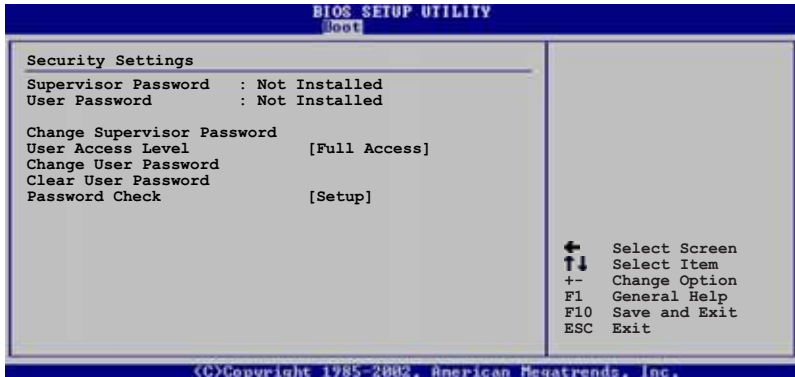 BIOS SETUP UTILITY
Boot
Security Settings
Supervisor Password : Not Installed
User Password : Not Installed
Change Supervisor Password
User Access Level [Full Access]
Change User Password
Clear User Password
Password Check [Setup]
← Select Screen
↑↓ Select Item
+- Change Option
F1 General Help
F10 Save and Exit
ESC Exit
(C)Copyright 1985-2002, American Megatrends, Inc.